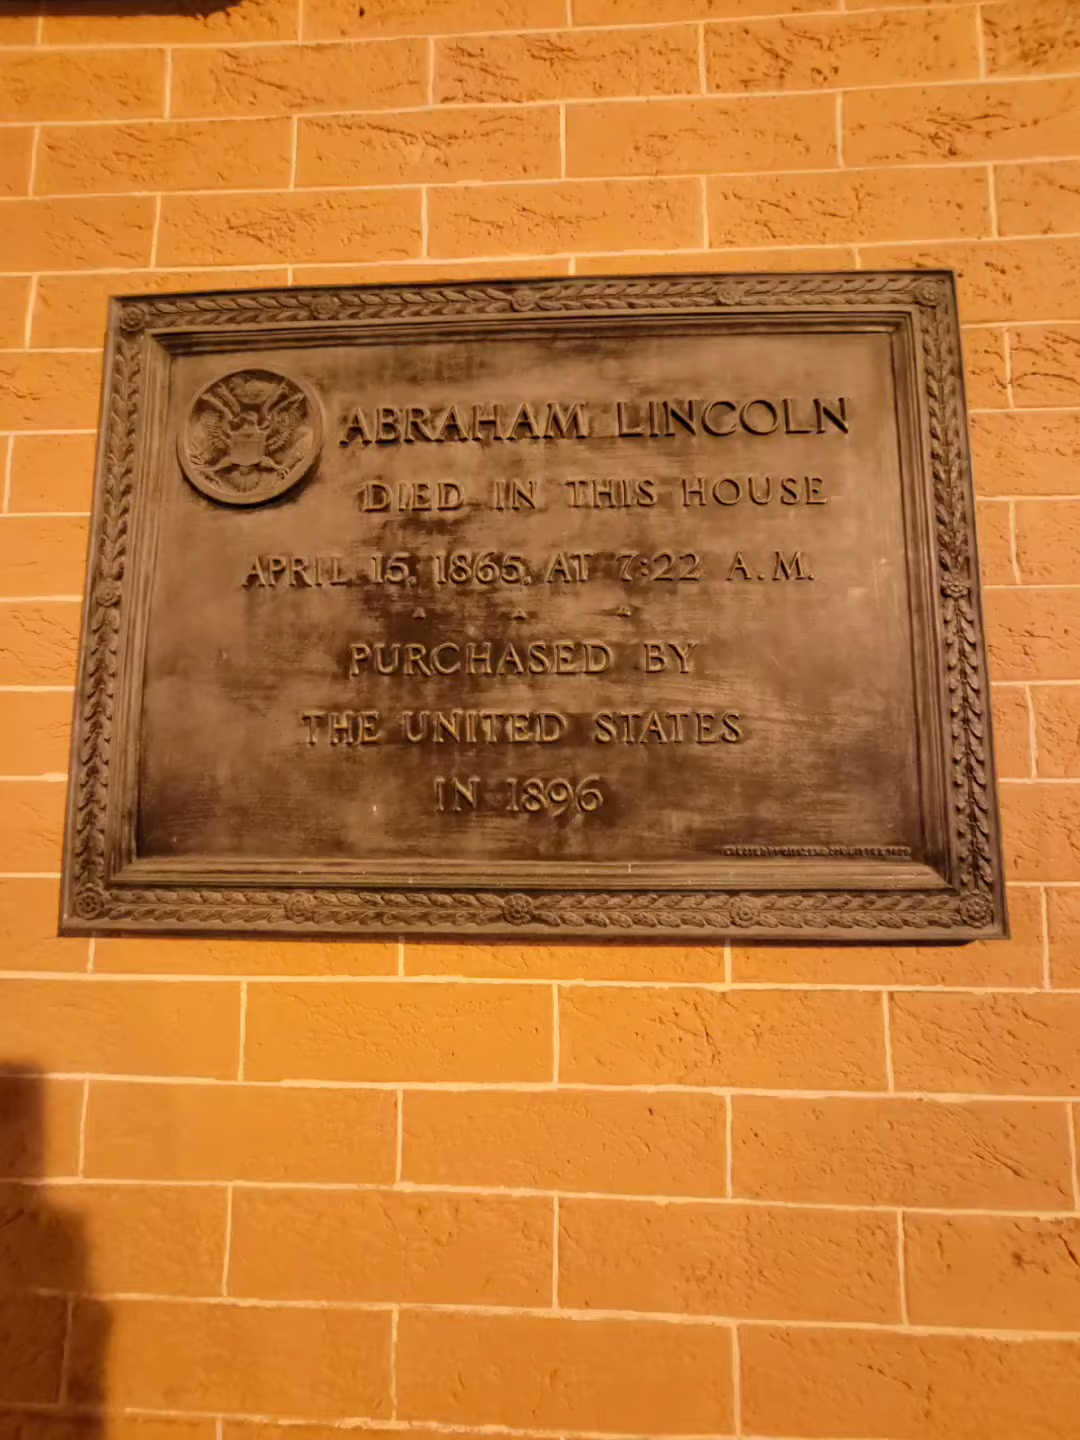 ABRAHAM LINCOLN
DIED IN THIS HOUSE
APRIL 15, 1865, AT 7:22 A.M.
PURCHASED BY
THE UNITED STATES
IN 1896